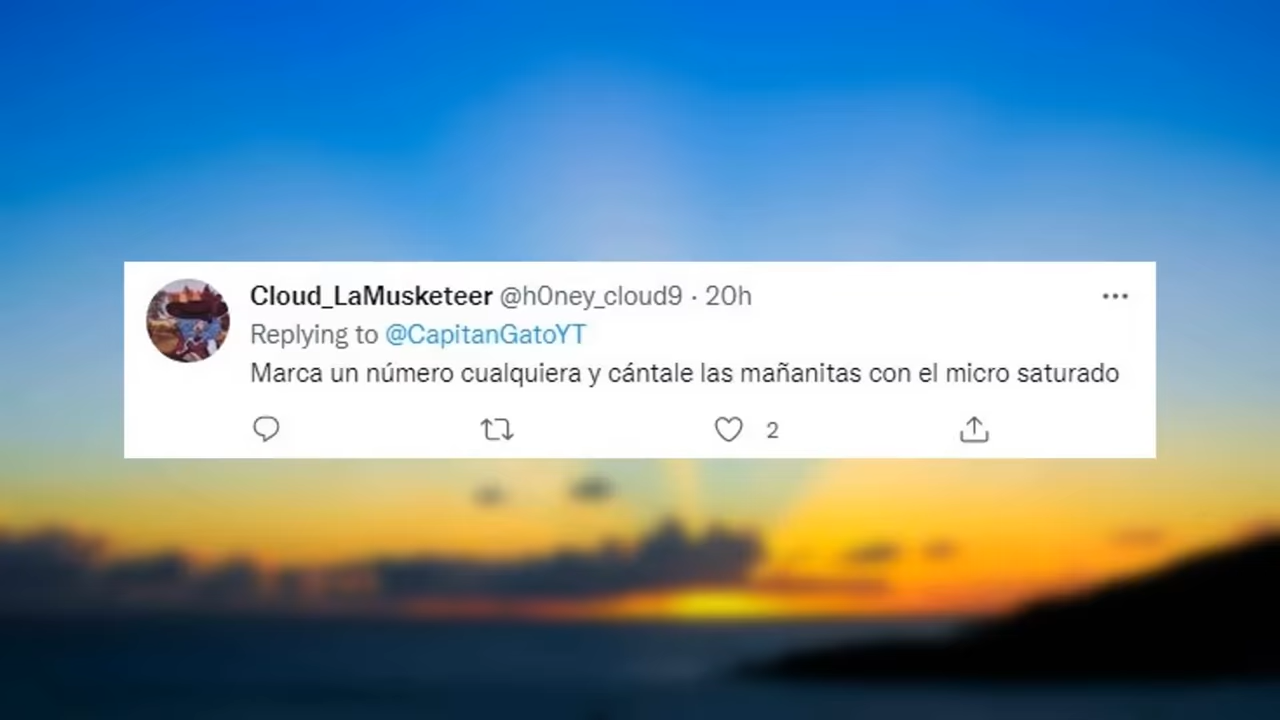 Cloud_LaMusketeer @h0ney_cloud9 · 20h
Replying to @CapitanGatoYT
Marca un número cualquiera y cántale las mañanitas con el micro saturado
2